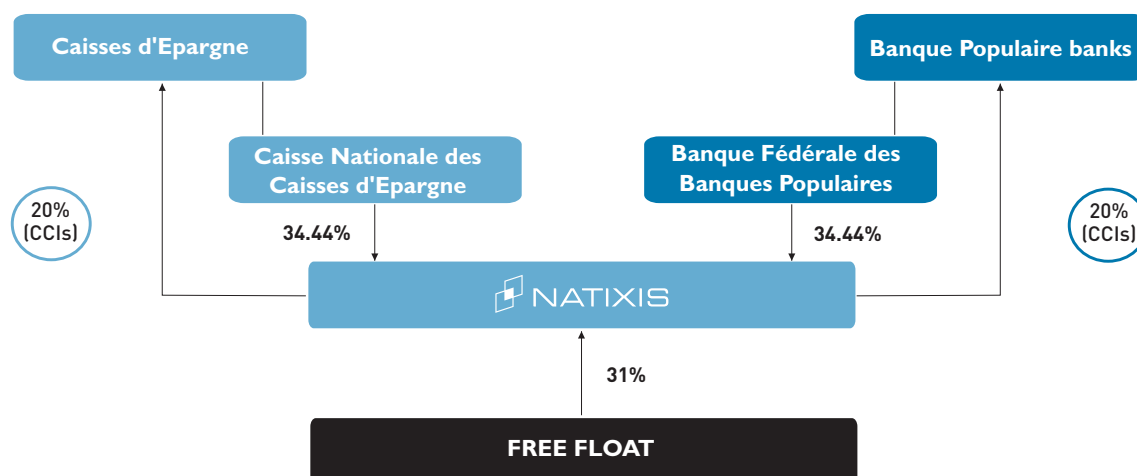 Caisses d'Epargne
Banque Populaire banks
Caisse Nationale des
Caisses d'Epargne
Banque Fédérale des
Banques Populaires
20%
(CCIs)
20%
(CCIs)
34.44%
34.44%
NATIXIS
31%
FREE FLOAT